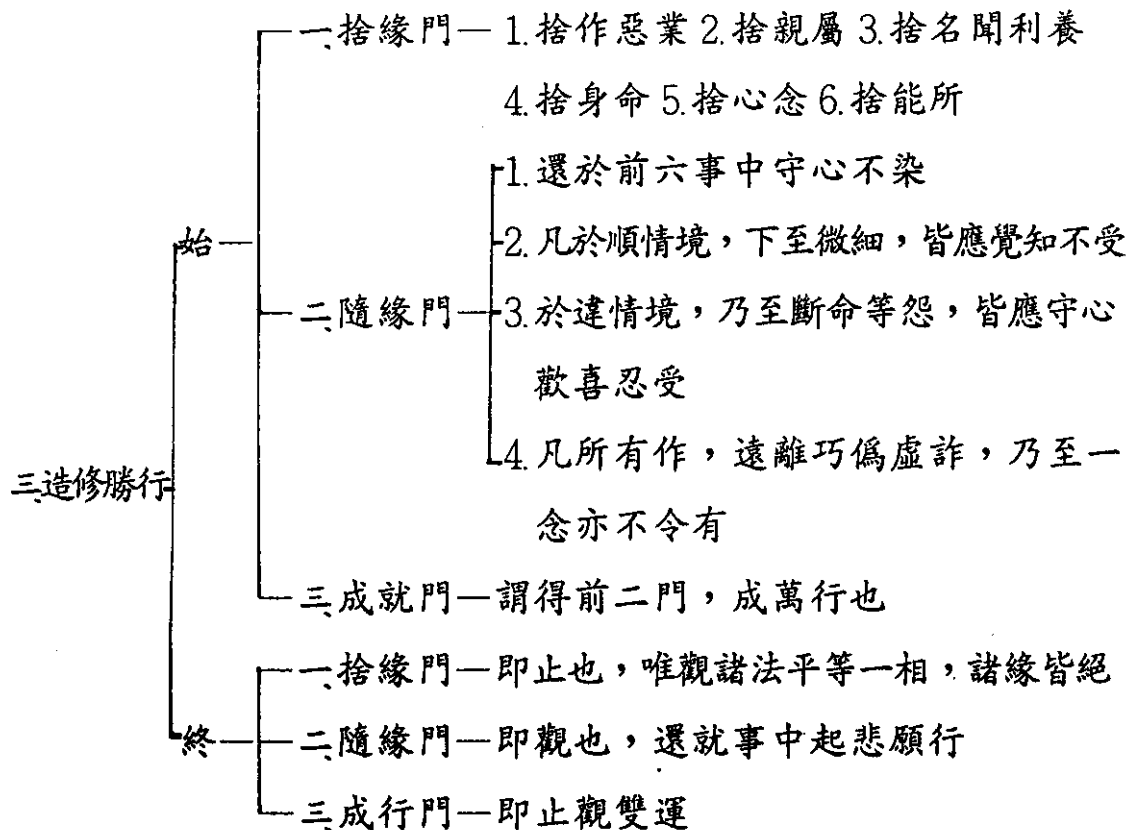 一、捨緣門— 1.捨作惡業 2.捨親屬 3.捨名聞利養
4.捨身命 5.捨心念 6.捨能所
1.還於前六事中守心不染
始
2.凡於順情境，下至微細，皆應覺知不受
二、隨緣門
3.於違情境，乃至斷命等怨，皆應守心
歡喜忍受
三、造修勝行
4.凡所有作，遠離巧偽虛詐，乃至一
念亦不令有
三、成就門—謂得前二門，成萬行也
一、捨緣門—即止也，唯觀諸法平等一相，諸緣皆絕
終
二、隨緣門—即觀也，還就事中起悲願行
三、成行門—即止觀雙運